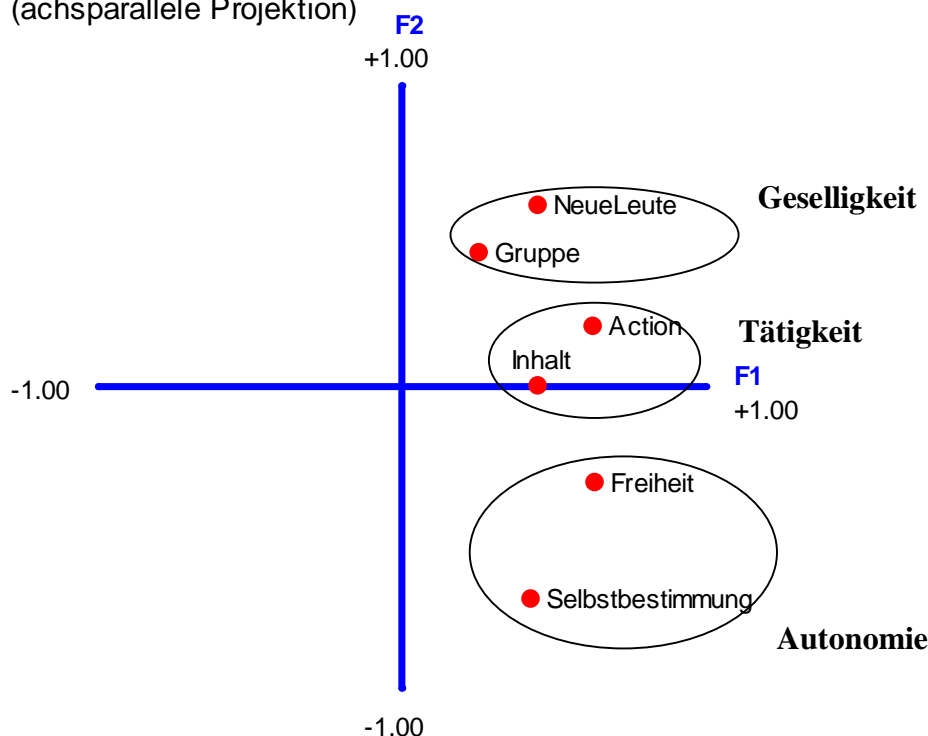 (achsparallele Projektion)
F2
+1.00
Geselligkeit
NeueLeute
Gruppe
Action
Tätigkeit
Inhalt
F1
-1.00
+1.00
Freiheit
Selbstbestimmung
Autonomie
-1.00